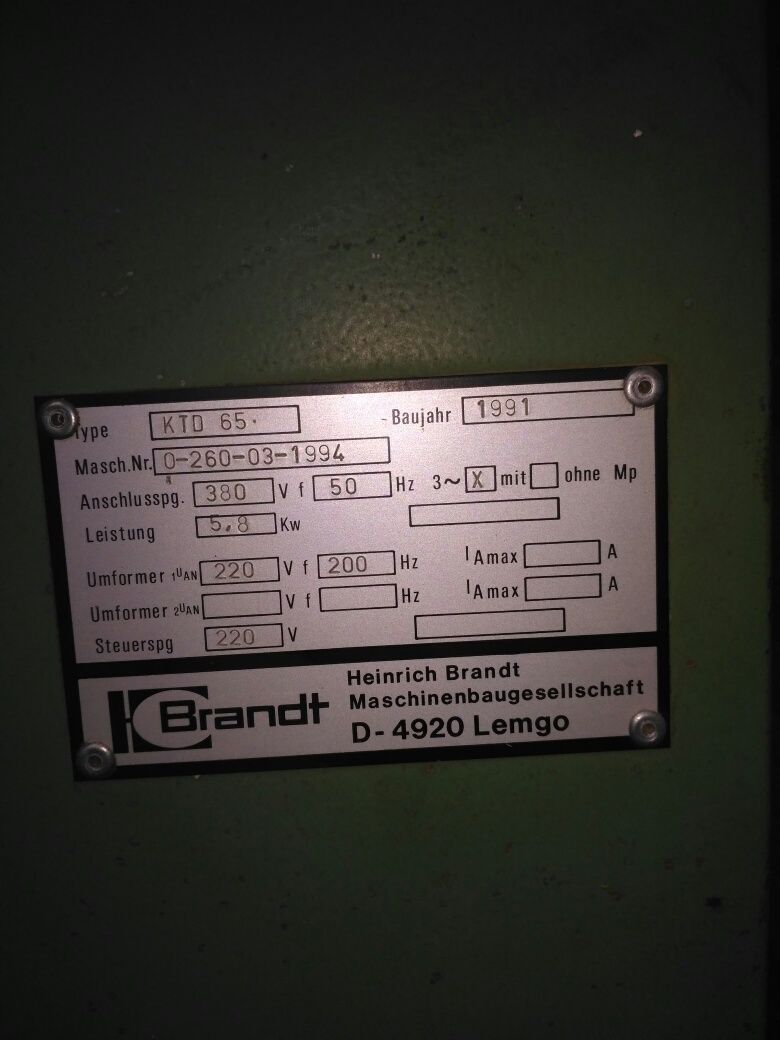 Type KTD 65. - Baujahr 1991
Masch.Nr. 0-260-03-1994
Anschlusspg. 380 V f 50 Hz 3~ X mit ohne Mp
Leistung 5,8 Kw
Umformer 1UAN 220 V f 200 Hz IAmax A
Umformer 2UAN V f Hz IAmax A
Steuerspg 220 V
Brandt
Heinrich Brandt
Maschinenbaugesellschaft
D-4920 Lemgo